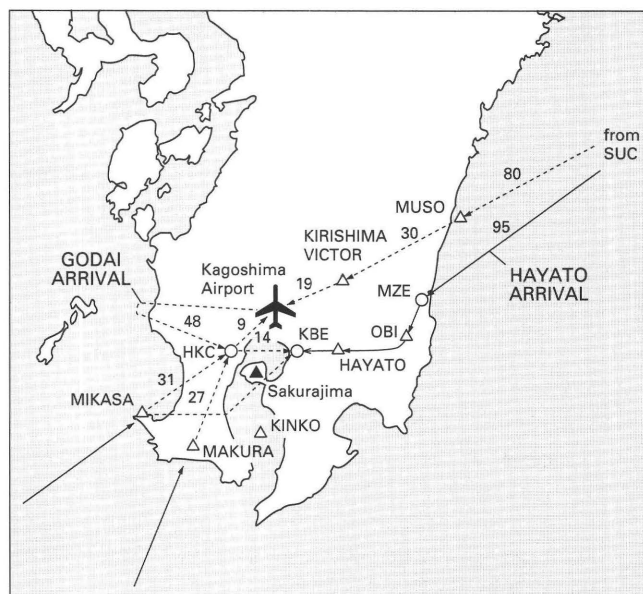 from
SUC
80
MUSO
95
30
KIRISHIMA
VICTOR
GODAI
ARRIVAL
Kagoshima
Airport
19
MZE
HAYATO
ARRIVAL
48
9
14
KBE
OBI
HKC
HAYATO
31
Sakurajima
MIKASA
27
KINKO
MAKURA